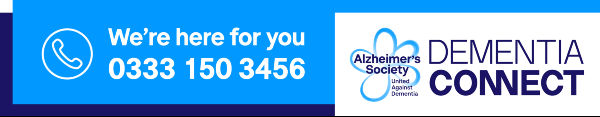 We're here for you
0333 150 3456
Alzheimer's
Society
United
Against
Dementia
DEMENTIA
CONNECT